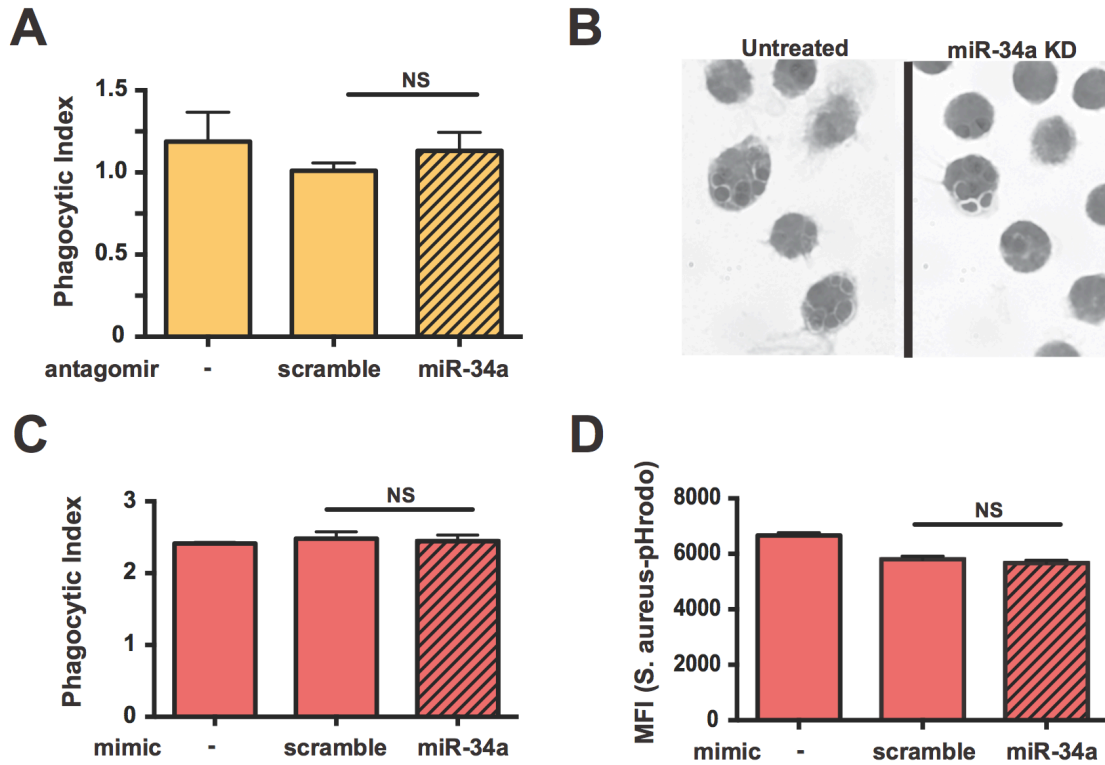 A
NS
Phagocytic Index
1.5
1.0
0.5
0
antagomir - scramble miR-34a
B
Untreated miR-34a KD
C
NS
Phagocytic Index
3
2
1
0
mimic - scramble miR-34a
D
NS
MFI (S. aureus-pHrodo)
8000
6000
4000
2000
0
mimic - scramble miR-34a